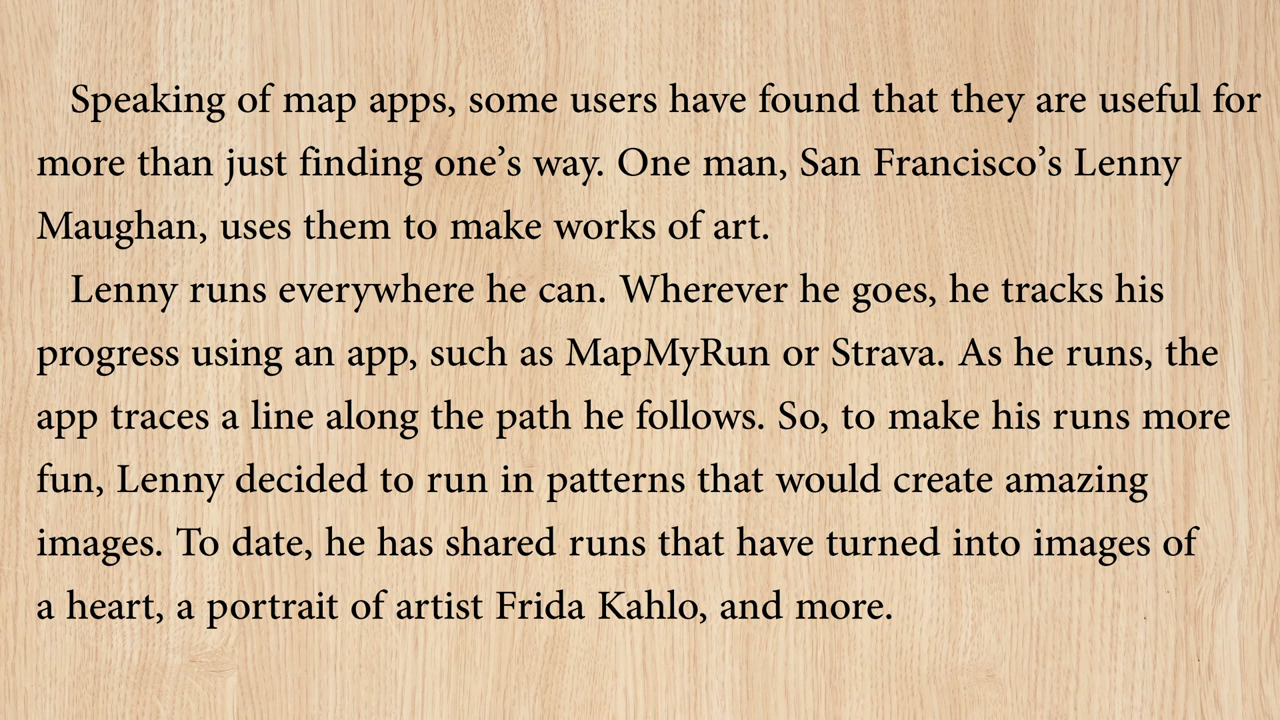 Speaking of map apps, some users have found that they are useful for
more than just finding one’s way. One man, San Francisco’s Lenny
Maughan, uses them to make works of art.
Lenny runs everywhere he can. Wherever he goes, he tracks his
progress using an app, such as MapMyRun or Strava. As he runs, the
app traces a line along the path he follows. So, to make his runs more
fun, Lenny decided to run in patterns that would create amazing
images. To date, he has shared runs that have turned into images of
a heart, a portrait of artist Frida Kahlo, and more.